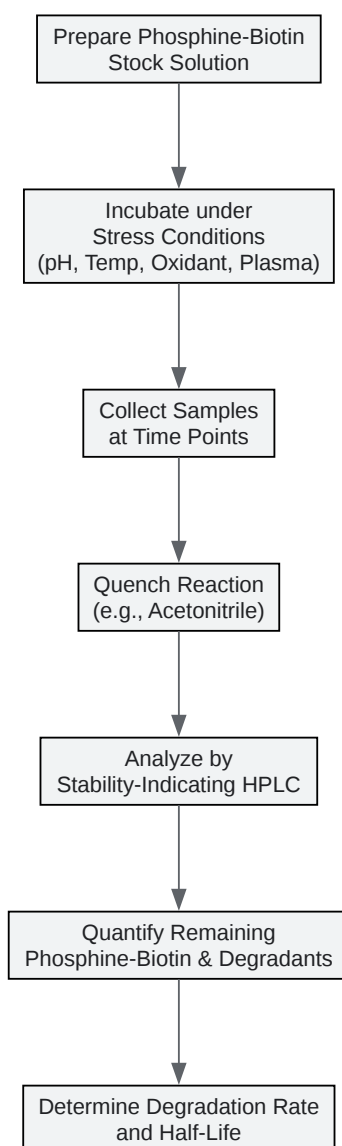 Prepare Phosphine-Biotin
Stock Solution
Incubate under
Stress Conditions
(pH, Temp, Oxidant, Plasma)
Collect Samples
at Time Points
Quench Reaction
(e.g., Acetonitrile)
Analyze by
Stability-Indicating HPLC
Quantify Remaining
Phosphine-Biotin & Degradants
Determine Degradation Rate
and Half-Life